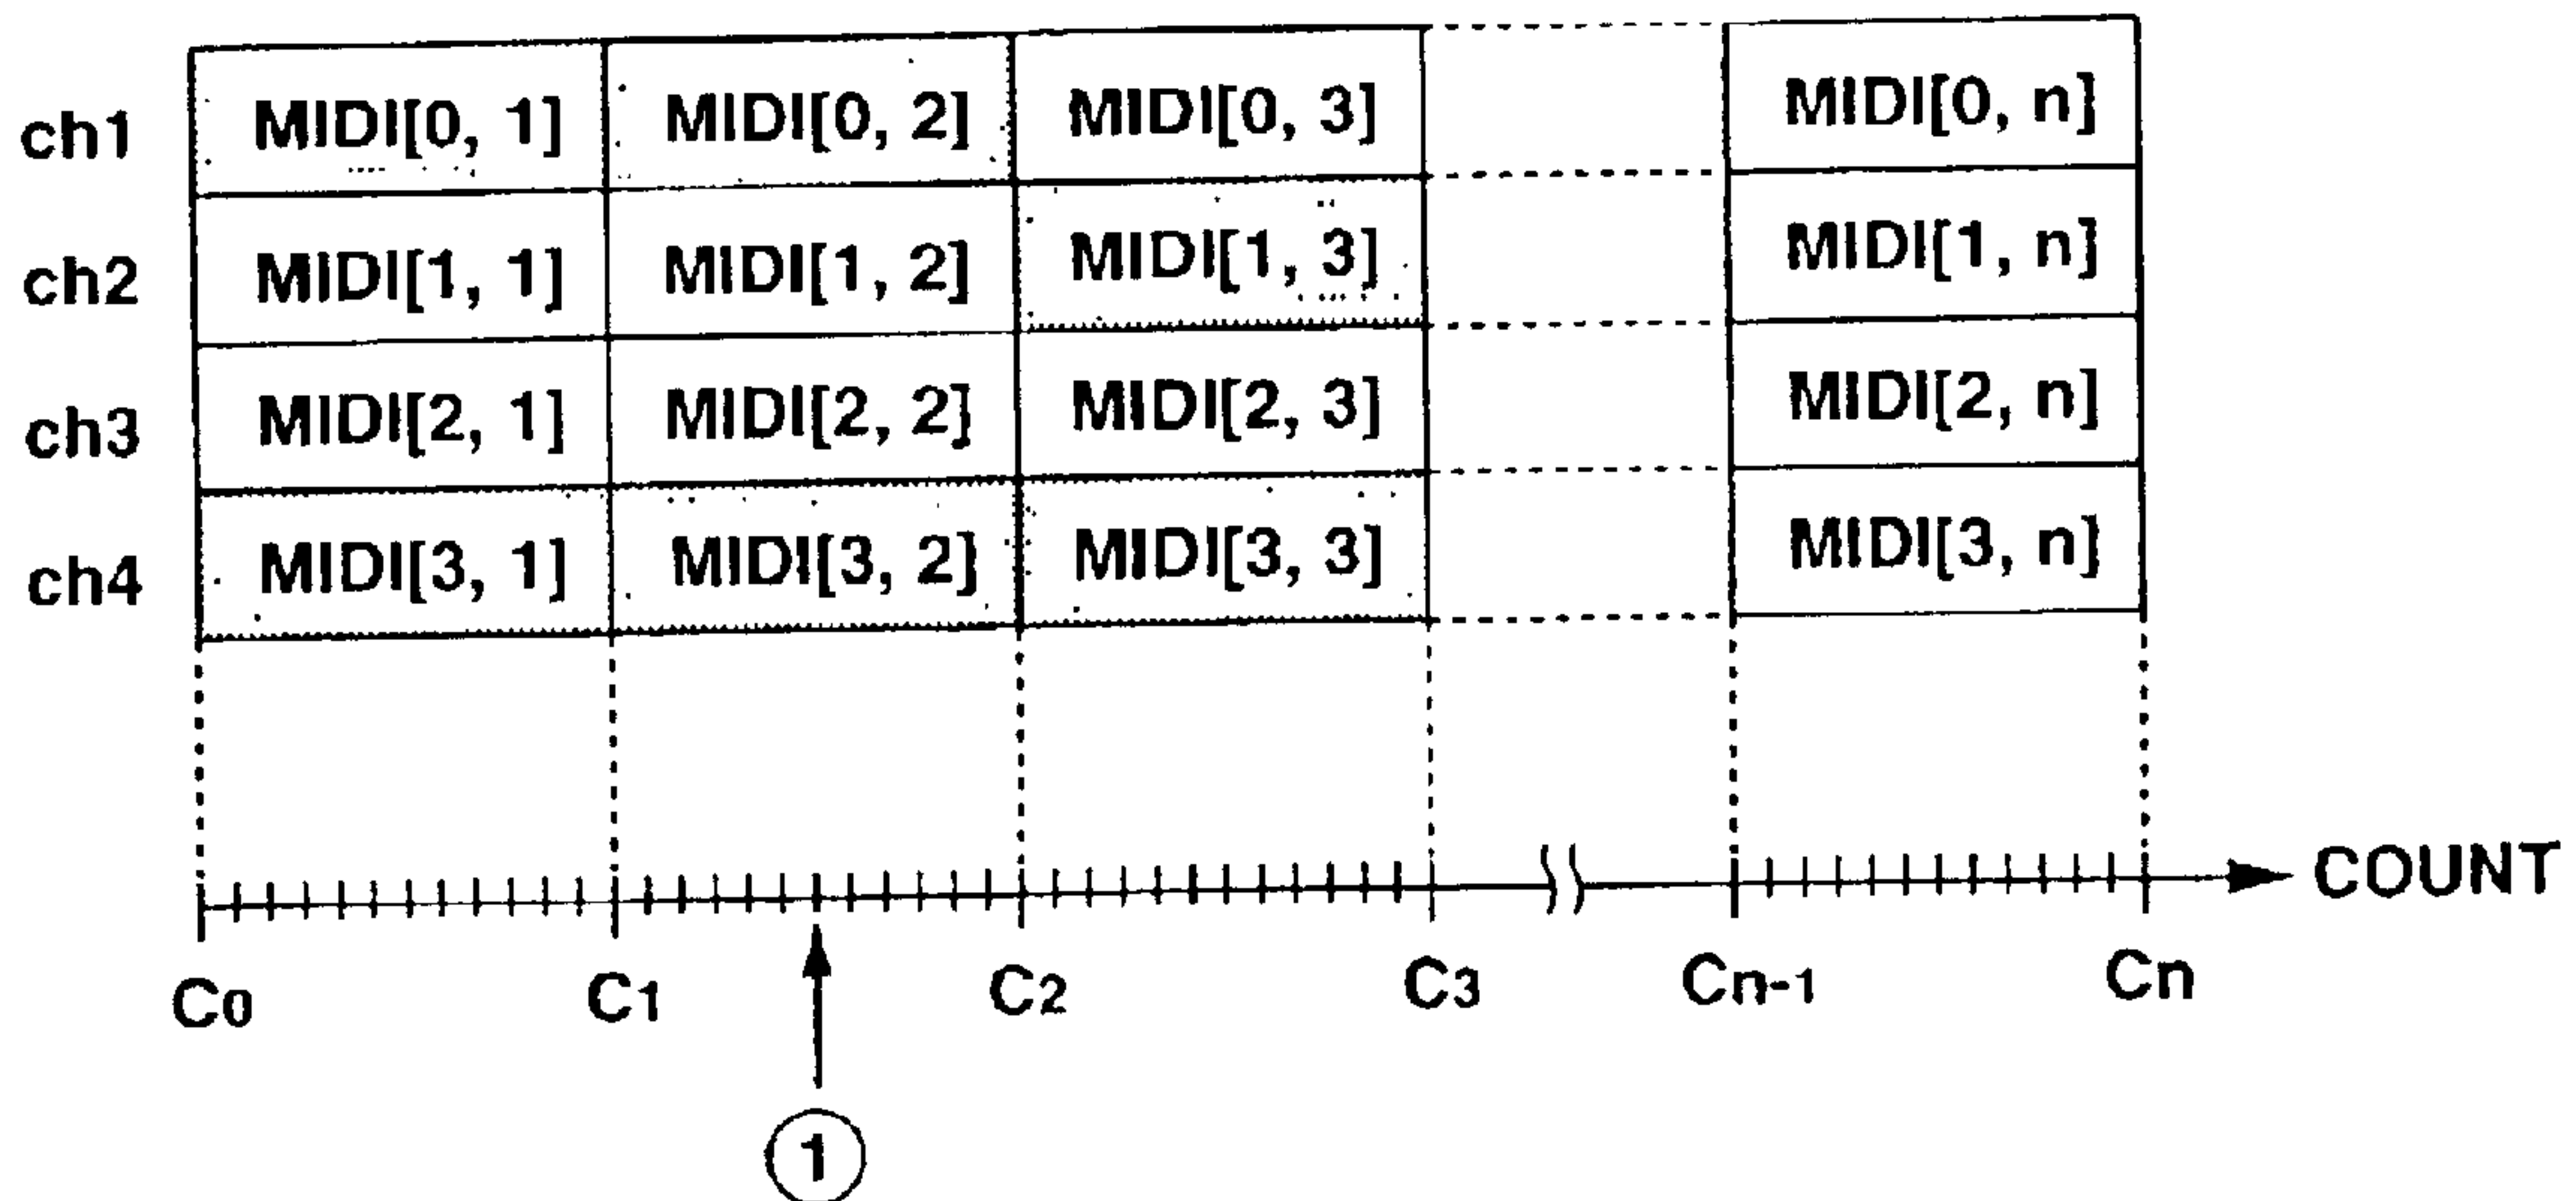 ch1 MIDI[0, 1] MIDI[0, 2] MIDI[0, 3] MIDI[0, n]
ch2 MIDI[1, 1] MIDI[1, 2] MIDI[1, 3] MIDI[1, n]
ch3 MIDI[2, 1] MIDI[2, 2] MIDI[2, 3] MIDI[2, n]
ch4 MIDI[3, 1] MIDI[3, 2] MIDI[3, 3] MIDI[3, n]
COUNT
C0 C1 C2 C3 Cn-1 Cn
1